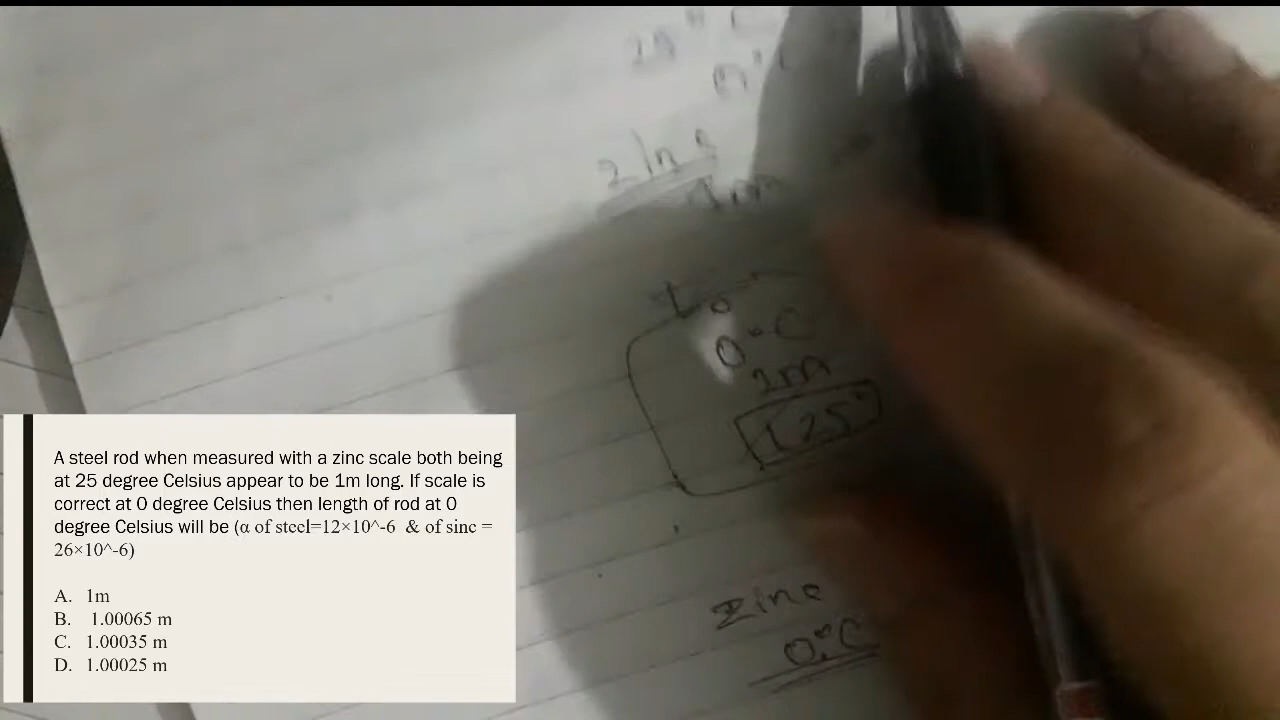 0°C
1m
zinc
0°C
A steel rod when measured with a zinc scale both being
at 25 degree Celsius appear to be 1m long. If scale is
correct at 0 degree Celsius then length of rod at 0
degree Celsius will be (α of steel=12×10^-6 & of sinc =
26×10^-6)
A. 1m
B. 1.00065 m
C. 1.00035 m
D. 1.00025 m